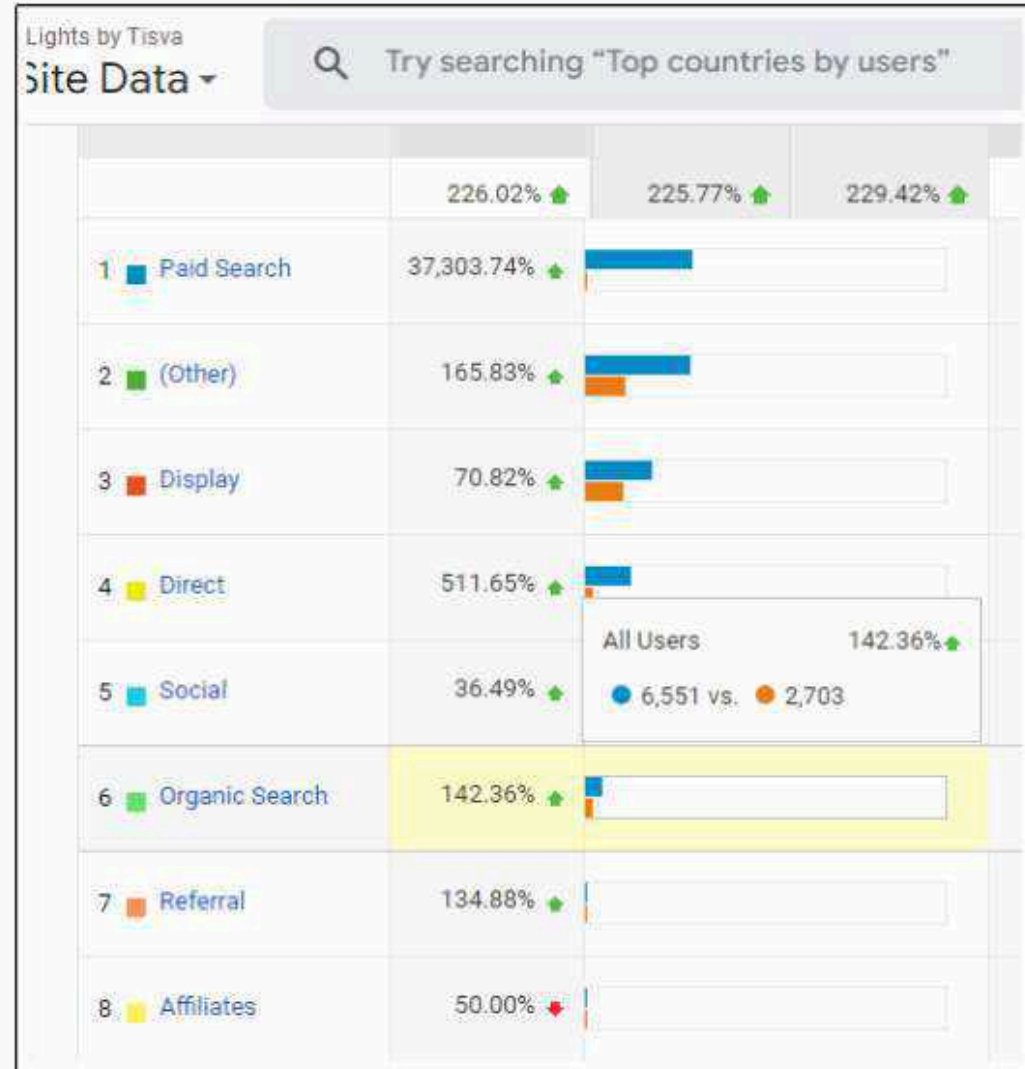 Lights by Tisva
Site Data
Try searching “Top countries by users”
226.02% 225.77% 229.42%
1 Paid Search 37,303.74%
2 (Other) 165.83%
3 Display 70.82%
4 Direct 511.65%
All Users 142.36%
5 Social 36.49%
6,551 vs. 2,703
6 Organic Search 142.36%
7 Referral 134.88%
8 Affiliates 50.00%